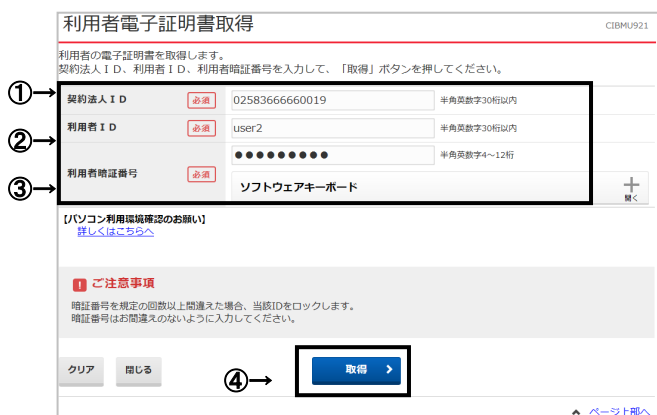 利用者電子証明書取得
CIBMU921
利用者の電子証明書を取得します。
契約法人ＩＤ、利用者ＩＤ、利用者暗証番号を入力して、「取得」ボタンを押してください。
①→ 契約法人ＩＤ 必須 02583666660019 半角英数字30桁以内
②→ 利用者ＩＤ 必須 user2 半角英数字30桁以内
③→ 利用者暗証番号 必須 ●●●●●●●●● 半角英数字4～12桁
ソフトウェアキーボード 開く
【パソコン利用環境確認のお願い】
詳しくはこちらへ
! ご注意事項
暗証番号を規定の回数以上間違えた場合、当該IDをロックします。
暗証番号はお間違えのないように入力してください。
クリア 閉じる ④→ 取得
ページ上部へ